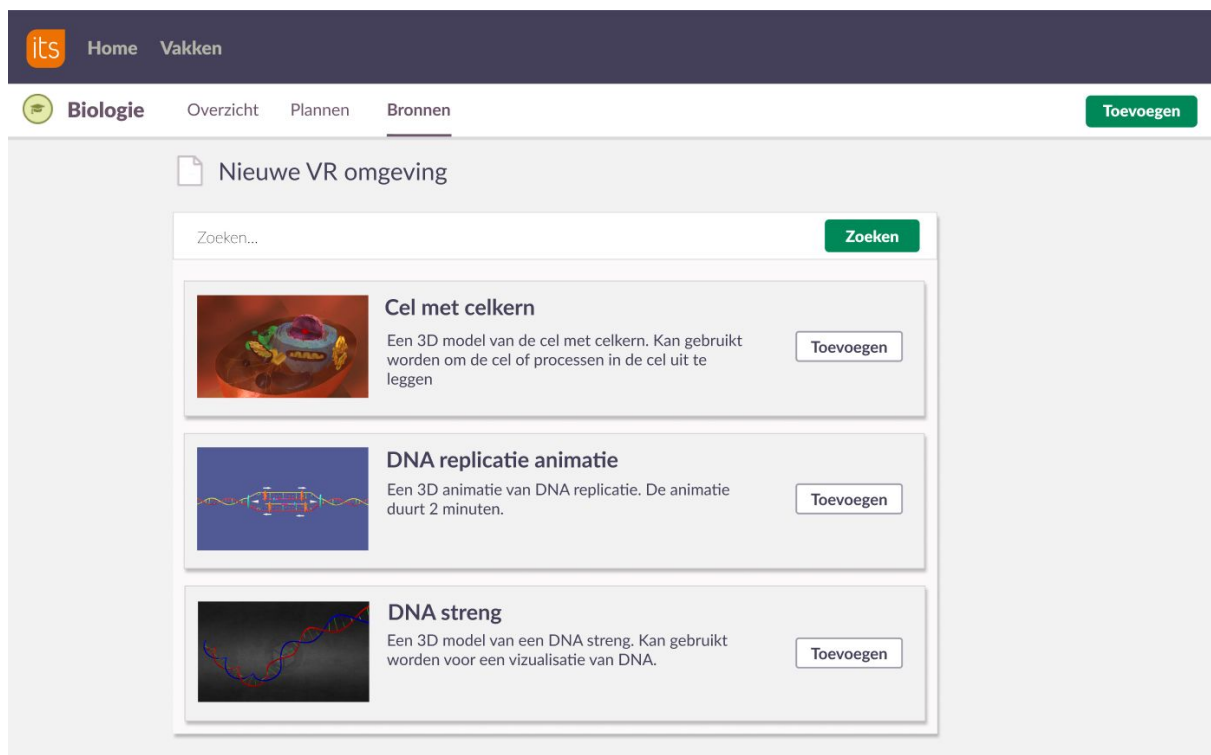 its Home Vakken
Biologie Overzicht Plannen Bronnen Toevoegen
Nieuwe VR omgeving
Zoeken... Zoeken
Cel met celkern
Een 3D model van de cel met celkern. Kan gebruikt
worden om de cel of processen in de cel uit te
leggen
Toevoegen
DNA replicatie animatie
Een 3D animatie van DNA replicatie. De animatie
duurt 2 minuten.
Toevoegen
DNA streng
Een 3D model van een DNA streng. Kan gebruikt
worden voor een vizualisatie van DNA.
Toevoegen